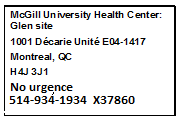 McGill University Health Center:
Glen site
1001 Décarie Unité E04-1417
Montreal, QC
H4J 3J1
No urgence
514-934-1934 X37860